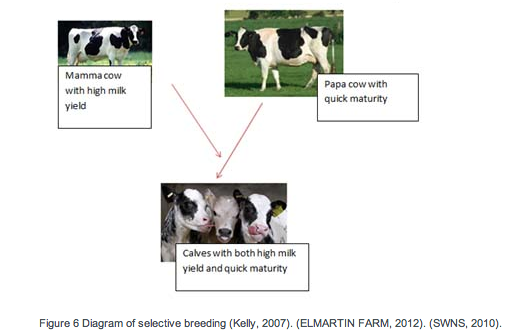 Mamma cow
with high milk
yield
Papa cow with
quick maturity
Calves with both high milk
yield and quick maturity
Figure 6 Diagram of selective breeding (Kelly, 2007). (ELMARTIN FARM, 2012). (SWNS, 2010).